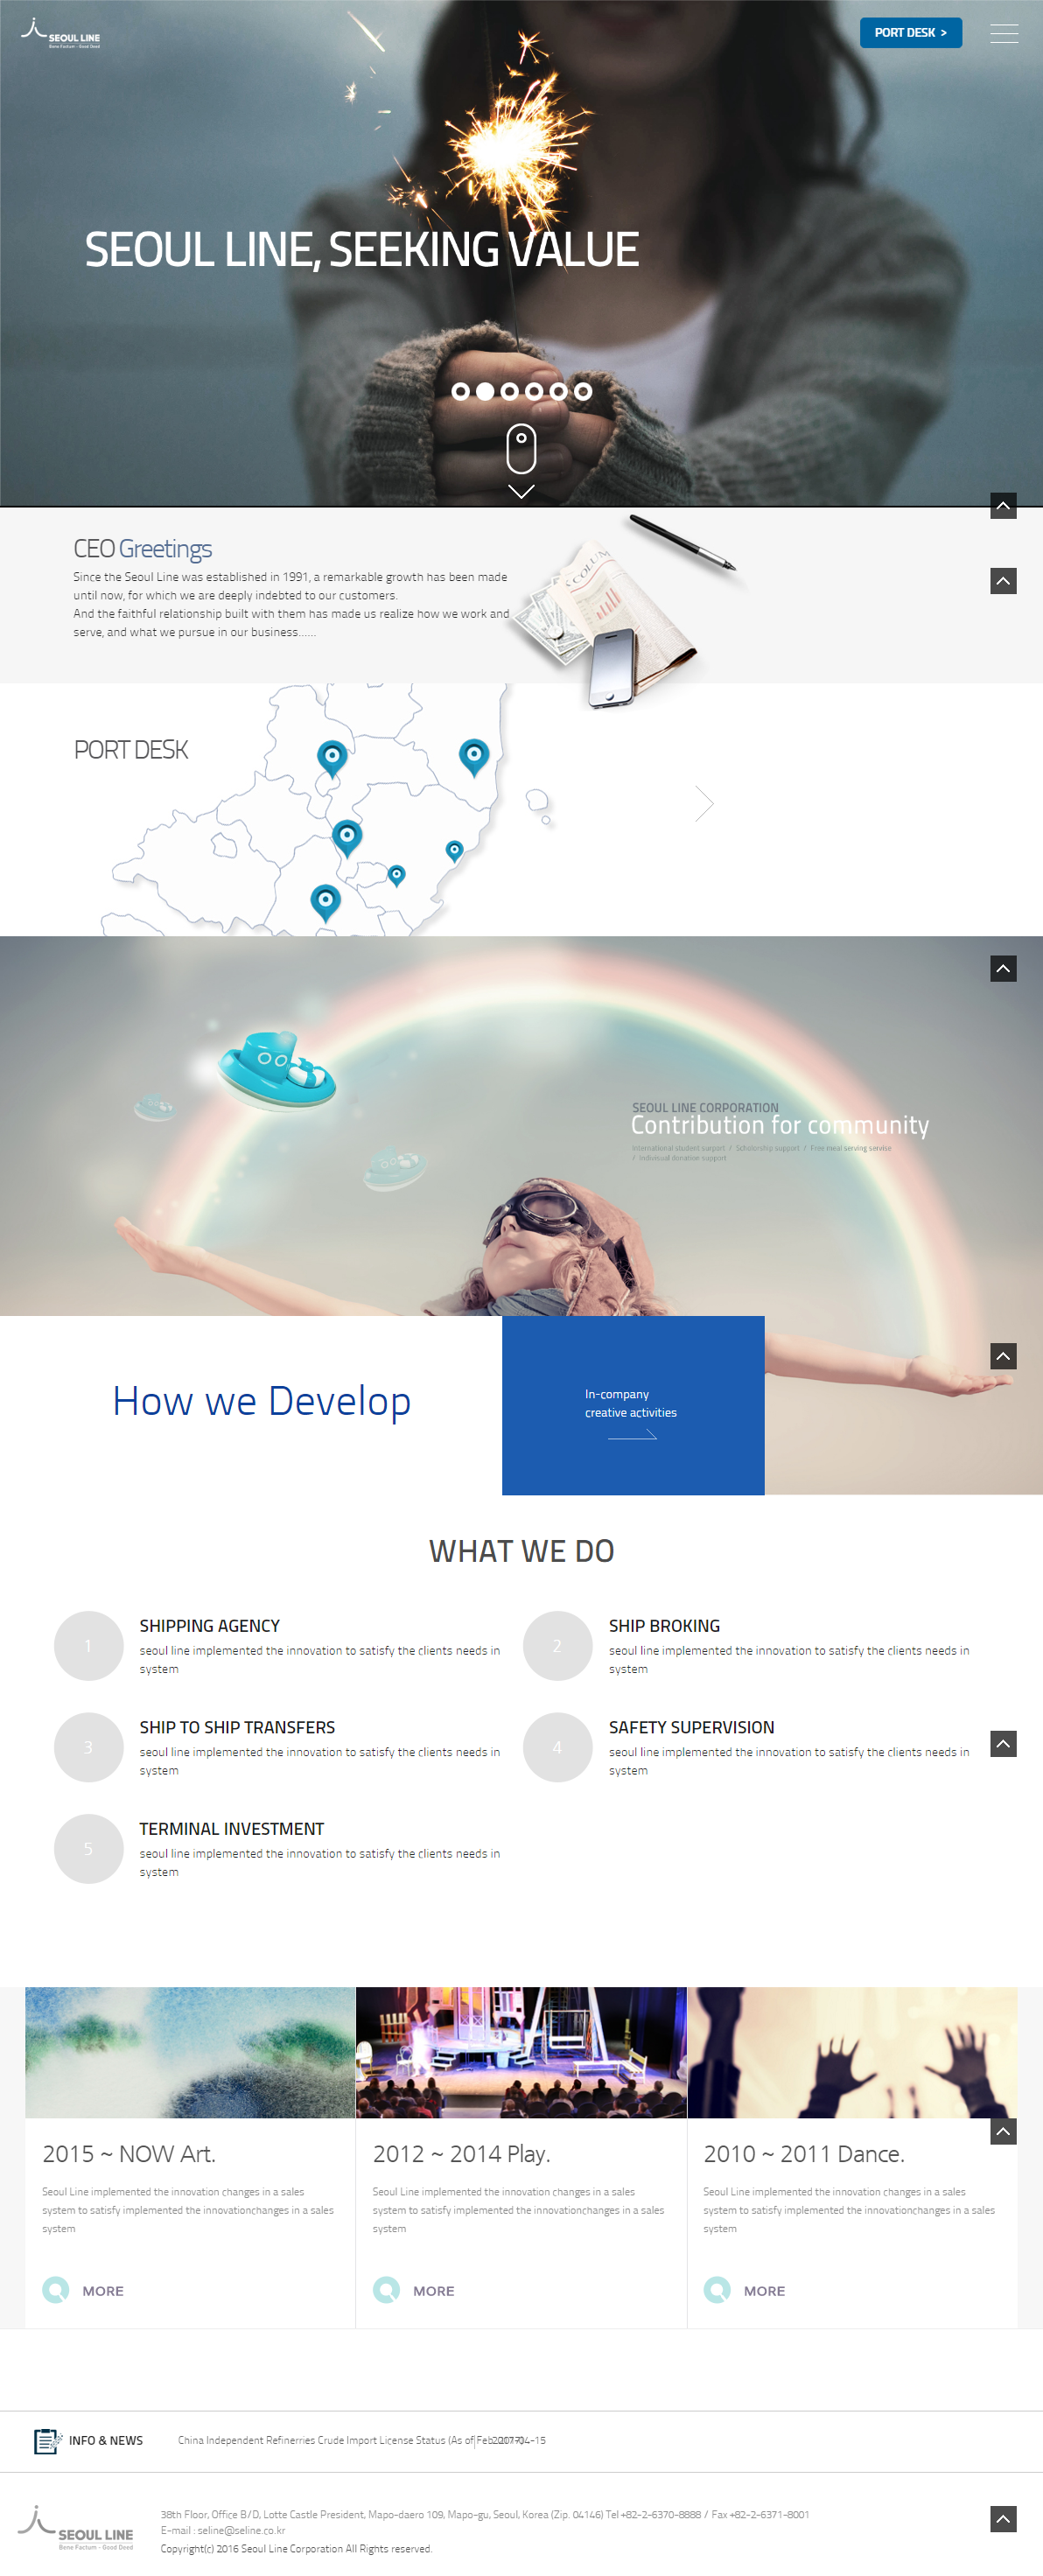 SEOUL LINE
Bene Factum - Good Deed
PORT DESK >
SEOUL LINE, SEEKING VALUE
CEO Greetings
Since the Seoul Line was established in 1991, a remarkable growth has been made
until now, for which we are deeply indebted to our customers.
And the faithful relationship built with them has made us realize how we work and
serve, and what we pursue in our business......
COLUM
PORT DESK
SEOUL LINE CORPORATION
Contribution for community
International student surport / Scholorship support / Free meal serving servise
/ Indivisual donation support
How we Develop
In-company
creative activities
WHAT WE DO
1
SHIPPING AGENCY
seoul line implemented the innovation to satisfy the clients needs in
system
2
SHIP BROKING
seoul line implemented the innovation to satisfy the clients needs in
system
3
SHIP TO SHIP TRANSFERS
seoul line implemented the innovation to satisfy the clients needs in
system
4
SAFETY SUPERVISION
seoul line implemented the innovation to satisfy the clients needs in
system
5
TERMINAL INVESTMENT
seoul line implemented the innovation to satisfy the clients needs in
system
2015 ~ NOW Art.
Seoul Line implemented the innovation changes in a sales
system to satisfy implemented the innovationchanges in a sales
system
MORE
2012 ~ 2014 Play.
Seoul Line implemented the innovation changes in a sales
system to satisfy implemented the innovationchanges in a sales
system
MORE
2010 ~ 2011 Dance.
Seoul Line implemented the innovation changes in a sales
system to satisfy implemented the innovationchanges in a sales
system
MORE
INFO & NEWS
China Independent Refinerries Crude Import License Status (As of Feb. 2017) 2017-04-15
SEOUL LINE
Bene Factum - Good Deed
38th Floor, Office B/D, Lotte Castle President, Mapo-daero 109, Mapo-gu, Seoul, Korea (Zip. 04146) Tel +82-2-6370-8888 / Fax +82-2-6371-8001
E-mail : seline@seline.co.kr
Copyright(c) 2016 Seoul Line Corporation All Rights reserved.